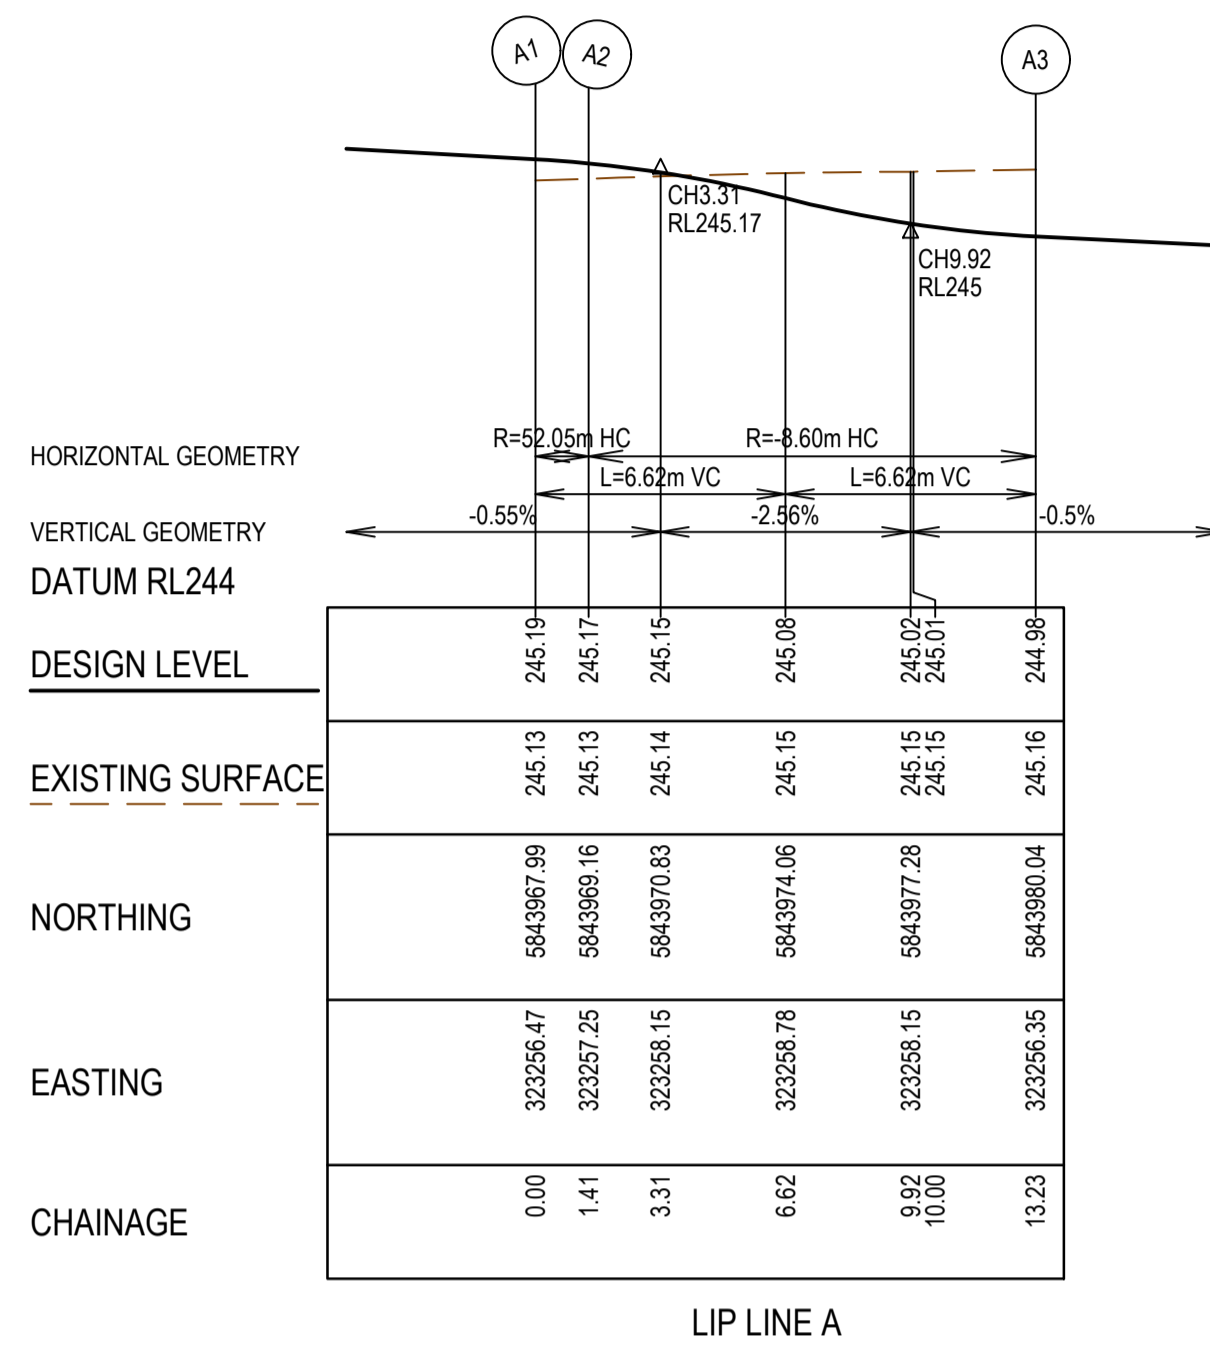 A1 A2 A3
CH3.31
RL245.17
CH9.92
RL245
HORIZONTAL GEOMETRY R=52.05m HC R=-8.60m HC
L=6.62m VC L=6.62m VC
VERTICAL GEOMETRY -0.55% -2.56% -0.5%
DATUM RL244
DESIGN LEVEL 245.19 245.17 245.15 245.08 245.02 245.01 244.98
EXISTING SURFACE 245.13 245.13 245.14 245.15 245.15 245.15 245.16
NORTHING 5843967.99 5843969.16 5843970.83 5843974.06 5843977.28 5843980.04
EASTING 323256.47 323257.25 323258.15 323258.78 323258.15 323256.35
CHAINAGE 0.00 1.41 3.31 6.62 9.92 10.00 13.23
LIP LINE A